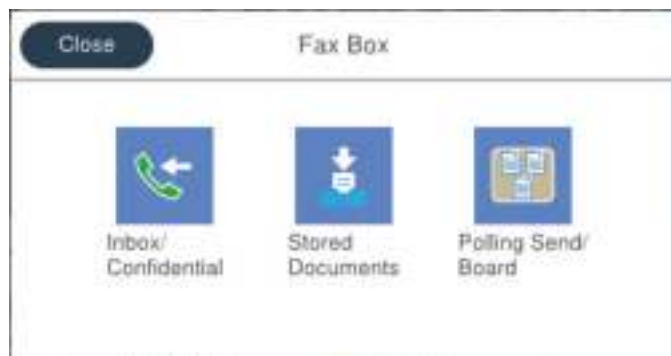 Close
Fax Box
Inbox/
Confidential
Stored
Documents
Polling Send/
Board